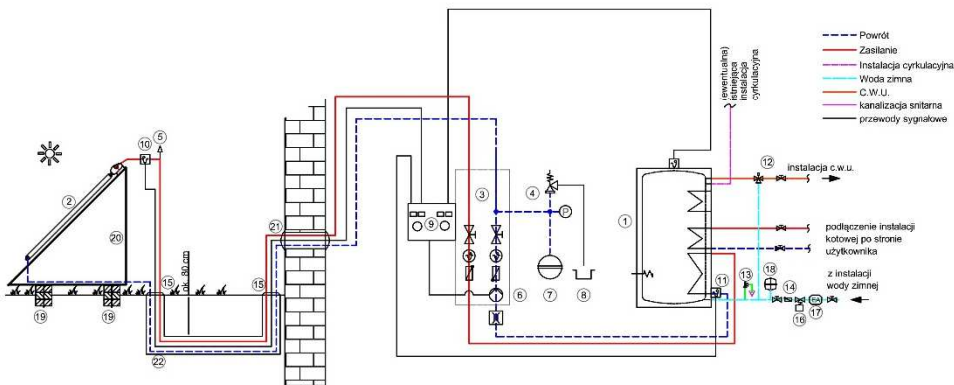 Powrót
Zasilanie
Instalacja cyrkulacyjna
Woda zimna
C.W.U.
kanalizacja snitarna
przewody sygnałowe
(ewentualna)
istniejąca
instalacja
cyrkulacyjna
10
5
2
20
19
19
15
15
ok. 80 cm
22
21
9
3
4
P
6
7
8
1
11
12
instalacja c.w.u.
podłączenie instalacji
kotowej po stronie
użytkownika
13
18
14
z instalacji
wody zimnej
16
17
EA